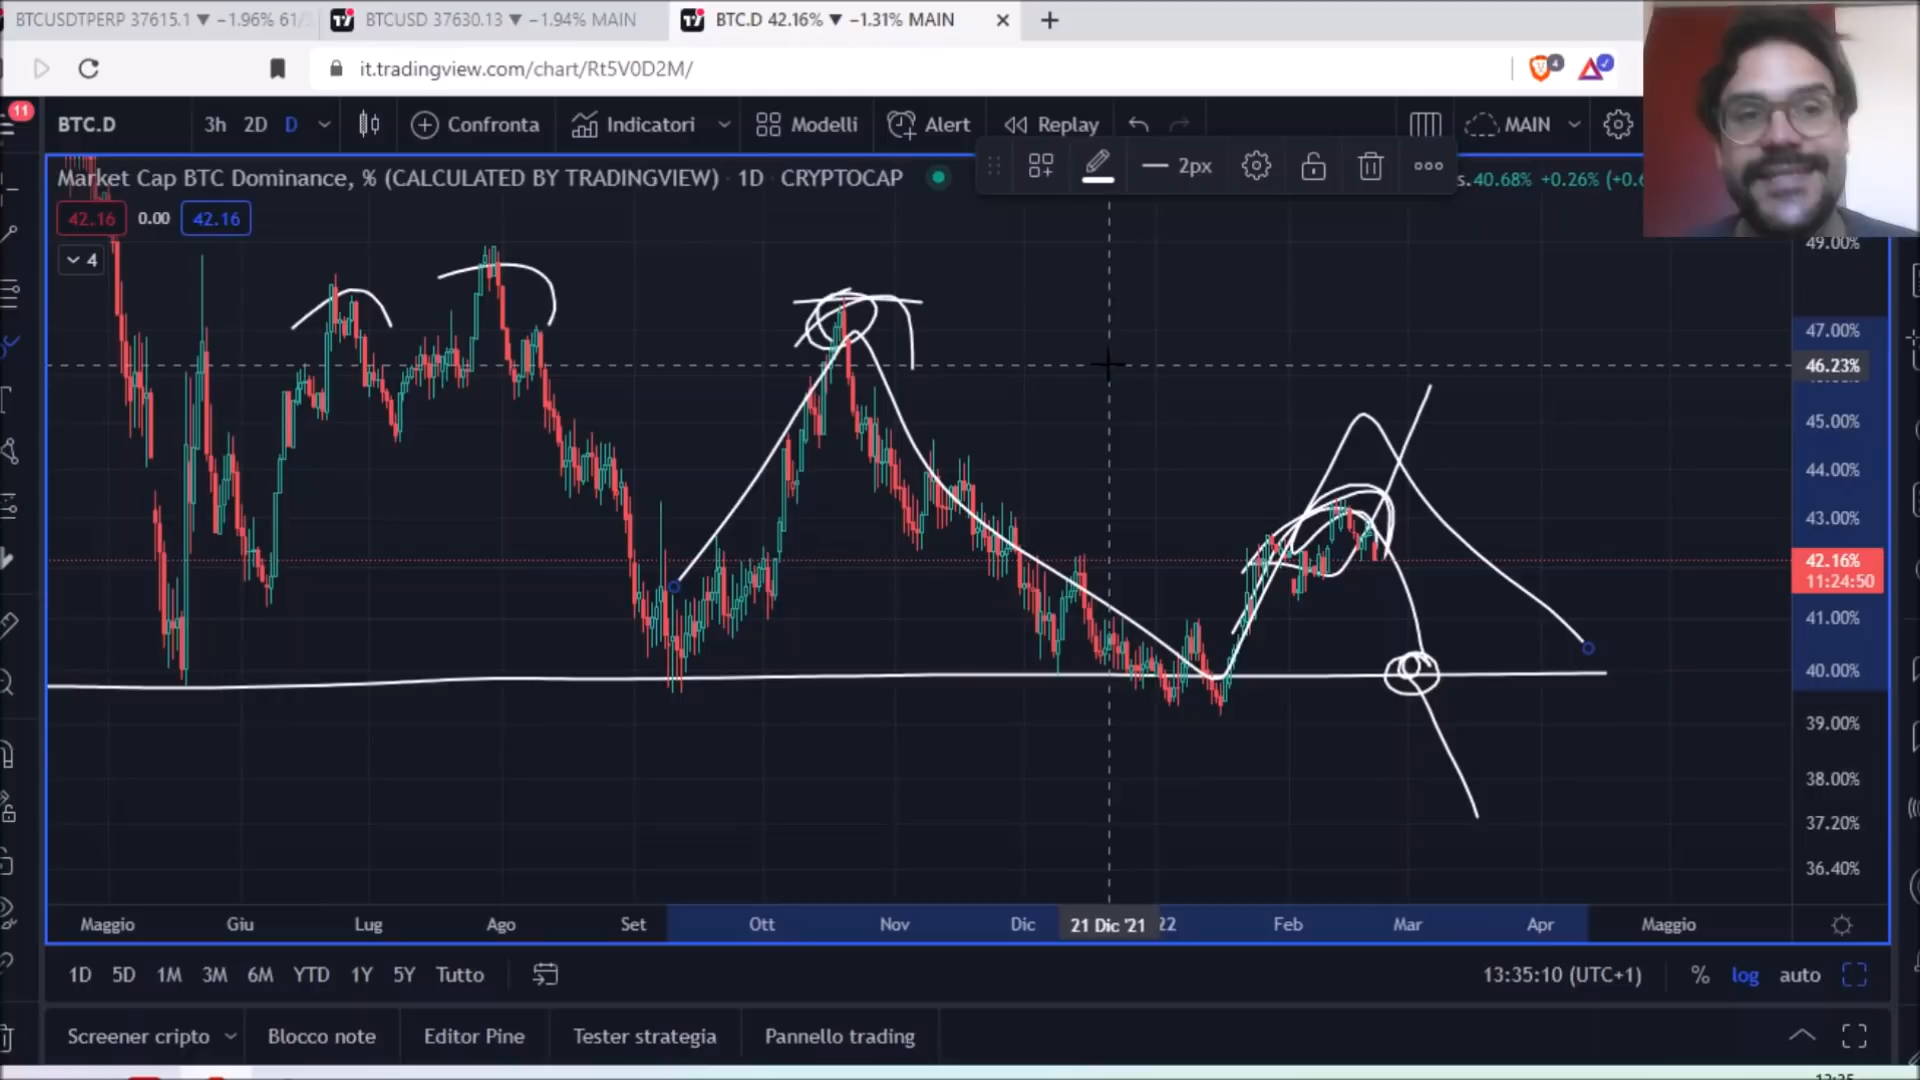 BTCUSDTPERP 37615.1 ▼ −1.96% 61/
BTCUSD 37630.13 ▼ −1.94% MAIN
BTC.D 42.16% ▼ −1.31% MAIN
it.tradingview.com/chart/Rt5V0D2M/
4
11
BTC.D
3h 2D D
Confronta
Indicatori
Modelli
Alert
Replay
MAIN
2px
Market Cap BTC Dominance, % (CALCULATED BY TRADINGVIEW) · 1D · CRYPTOCAP
s.40.68% +0.26% (+0.6
42.16 0.00 42.16
4
49.00%
47.00%
46.23%
45.00%
44.00%
43.00%
42.16%
11:24:50
41.00%
40.00%
39.00%
38.00%
37.20%
36.40%
Maggio Giu Lug Ago Set Ott Nov Dic 21 Dic '21 22 Feb Mar Apr Maggio
1D 5D 1M 3M 6M YTD 1Y 5Y Tutto
13:35:10 (UTC+1) % log auto
Screener cripto Blocco note Editor Pine Tester strategia Pannello trading